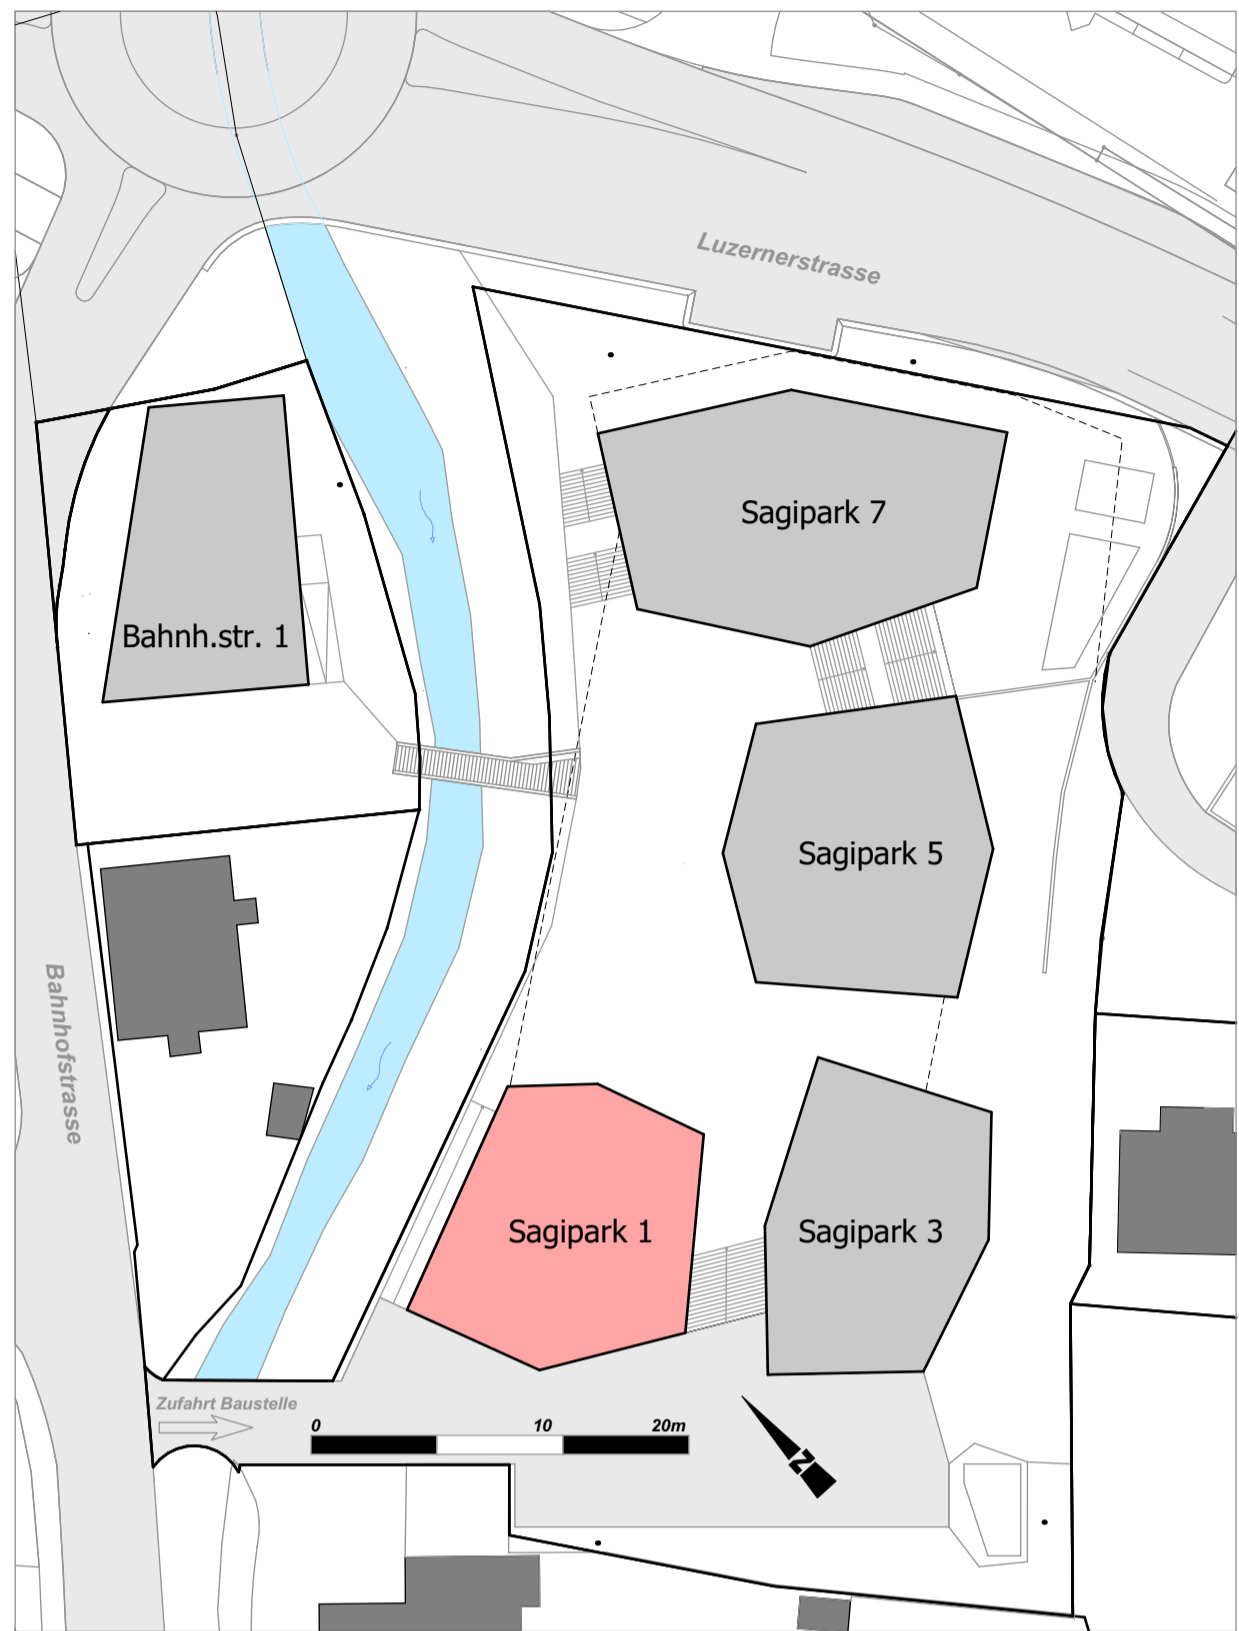 Luzernerstrasse
Sagipark 7
Bahnh.str. 1
Sagipark 5
Bahnhofstrasse
Sagipark 1
Sagipark 3
Zufahrt Baustelle
0 10 20m
N